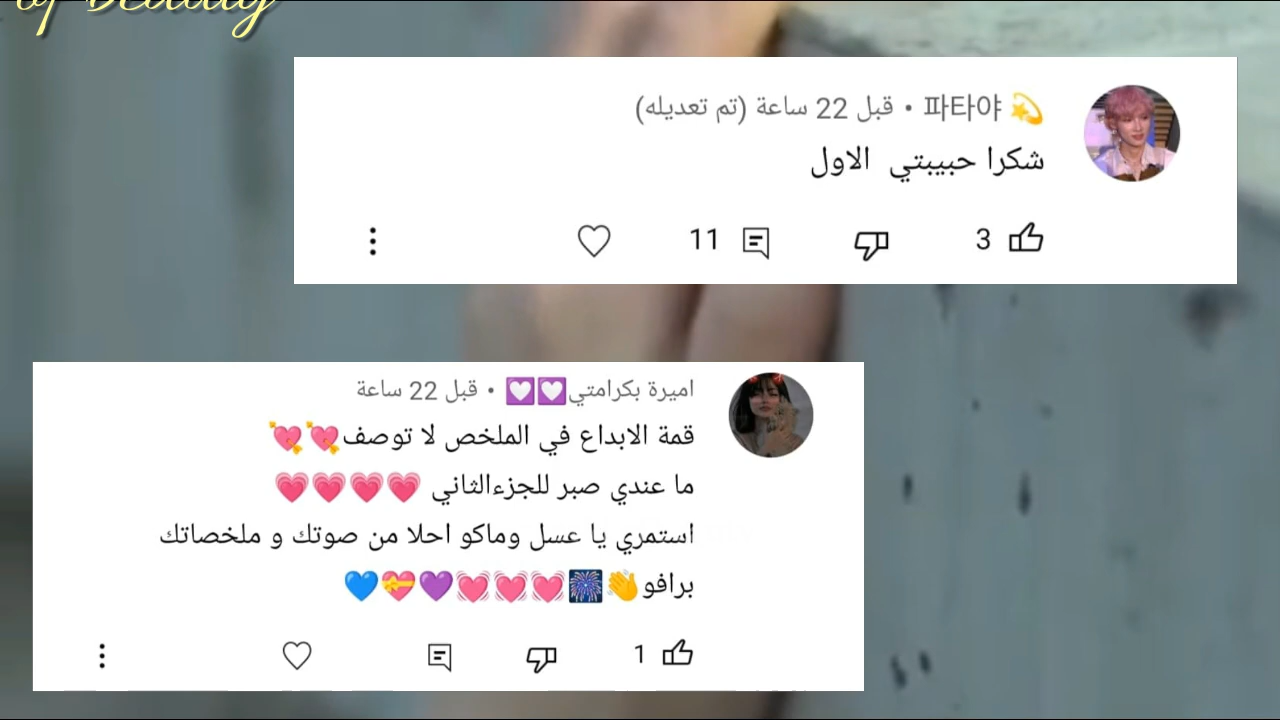 of Beauty
파타야 💫 • قبل 22 ساعة (تم تعديله)
شكرا حبيبتي الاول
3
11
اميرة بكرامتي💟💟 • قبل 22 ساعة
قمة الابداع في الملخص لا توصف💘💘
ما عندي صبر للجزءالثاني 💗💗💗💗
استمري يا عسل وماكو احلا من صوتك و ملخصاتك
برافو👏🎆💓💓💓💜💝💙
1